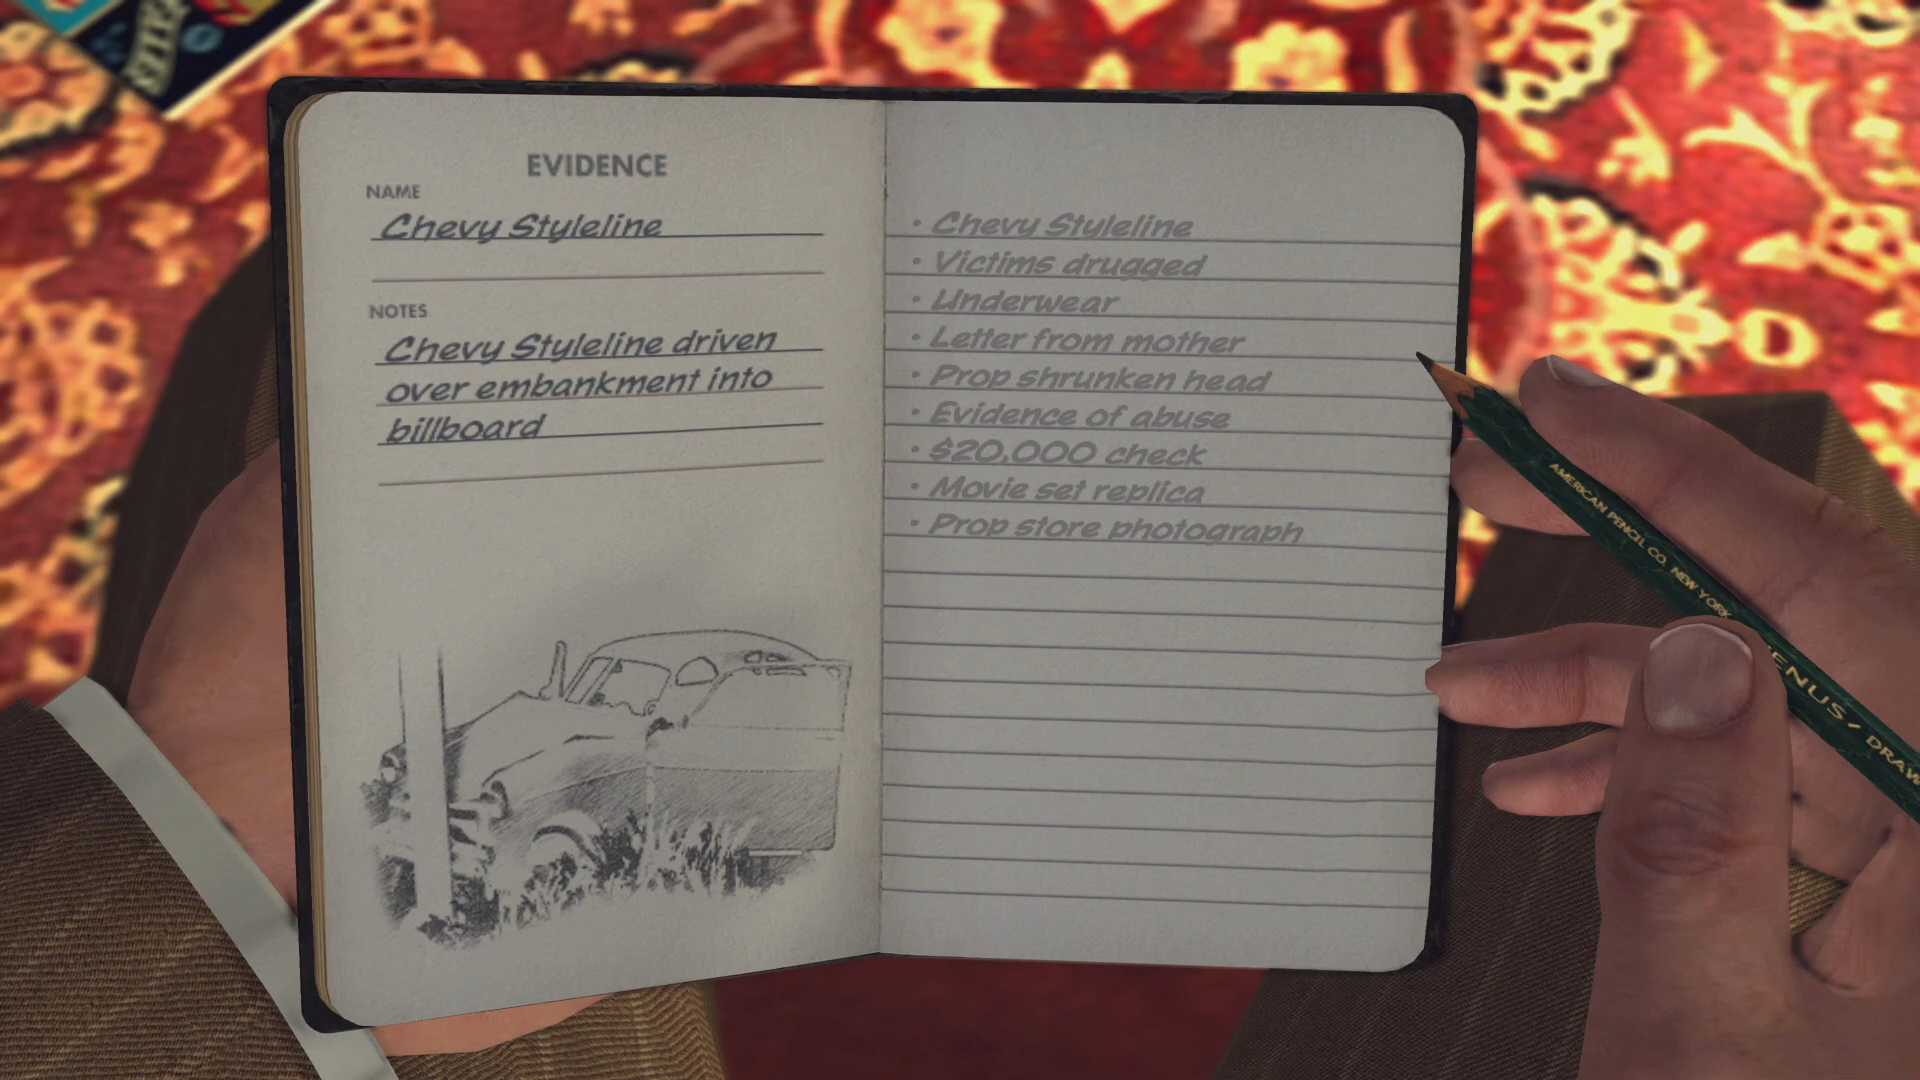 EVIDENCE
NAME
Chevy Styleline
NOTES
Chevy Styleline driven
over embankment into
billboard
• Chevy Styleline
• Victims drugged
• Underwear
• Letter from mother
• Prop shrunken head
• Evidence of abuse
• $20,000 check
• Movie set replica
• Prop store photograph
AMERICAN PENCIL CO. NEW YORK